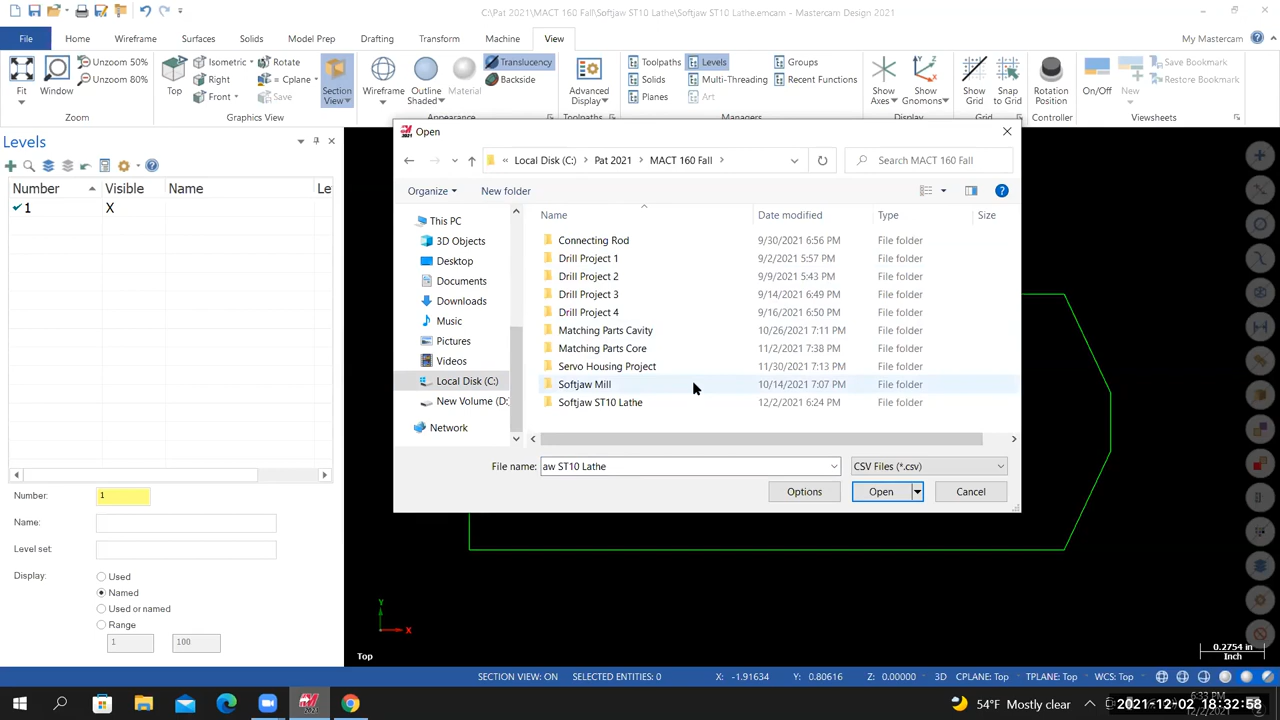 C:\Pat 2021\MACT 160 Fall\Softjaw ST10 Lathe\Softjaw ST10 Lathe.emcam - Mastercam Design 2021
File Home Wireframe Surfaces Solids Model Prep Drafting Transform Machine View My Mastercam
Unzoom 50% Isometric Rotate Translucency Toolpaths Levels Groups Save Bookmark
Fit Window Unzoom 80% Top Right = Plane Section View Wireframe Outline Shaded Material Backside Advanced Display Solids Multi-Threading Recent Functions Show Axes Show Gnomons Show Grid Snap to Grid Rotation Position On/Off New Restore Bookmark
Front Save Planes Art
Zoom Graphics View Appearance Toolpaths Managers Display Grid Controller Viewsheets
Levels
Number Visible Name Le
1 X
Number: 1
Name:
Level set:
Display: Used
Named
Used or named
Range
1 100
2021 Open
« Local Disk (C:) Pat 2021 MACT 160 Fall Search MACT 160 Fall
Organize New folder
This PC
3D Objects
Desktop
Documents
Downloads
Music
Pictures
Videos
Local Disk (C:)
New Volume (D:
Network
Name Date modified Type Size
Connecting Rod 9/30/2021 6:56 PM File folder
Drill Project 1 9/2/2021 5:57 PM File folder
Drill Project 2 9/9/2021 5:43 PM File folder
Drill Project 3 9/14/2021 6:49 PM File folder
Drill Project 4 9/16/2021 6:50 PM File folder
Matching Parts Cavity 10/26/2021 7:11 PM File folder
Matching Parts Core 11/2/2021 7:38 PM File folder
Servo Housing Project 11/30/2021 7:13 PM File folder
Softjaw Mill 10/14/2021 7:07 PM File folder
Softjaw ST10 Lathe 12/2/2021 6:24 PM File folder
File name: aw ST10 Lathe CSV Files (*.csv)
Options Open Cancel
Y
X
Top
0.2754 in
Inch
SECTION VIEW: ON SELECTED ENTITIES: 0 X: -1.91634 Y: 0.80616 Z: 0.00000 3D CPLANE: Top TPLANE: Top WCS: Top
54°F Mostly clear
6:33 PM
2021-12-02 18:32:58
12/2/2021